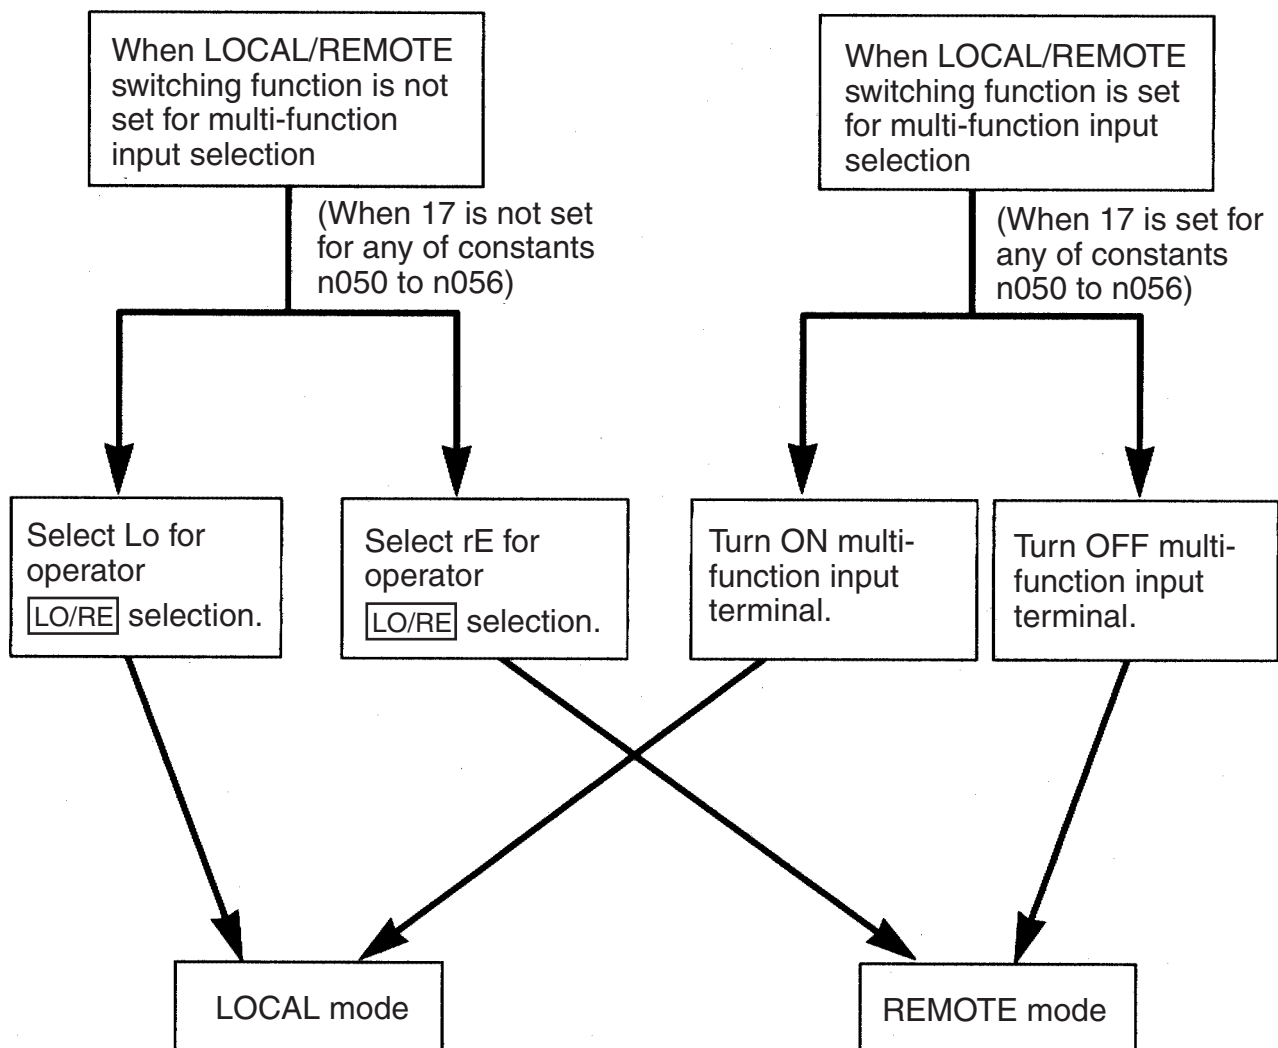 When LOCAL/REMOTE
switching function is not
set for multi-function
input selection
(When 17 is not set
for any of constants
n050 to n056)
When LOCAL/REMOTE
switching function is set
for multi-function input
selection
(When 17 is set for
any of constants
n050 to n056)
Select Lo for
operator
LO/RE selection.
Select rE for
operator
LO/RE selection.
Turn ON multi-
function input
terminal.
Turn OFF multi-
function input
terminal.
LOCAL mode
REMOTE mode